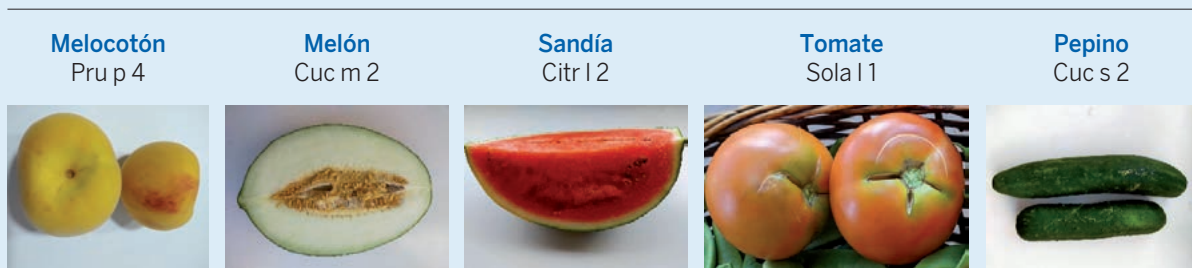 Melocotón Melón Sandía Tomate Pepino
Pru p 4 Cuc m 2 Citr l 2 Sola l 1 Cuc s 2